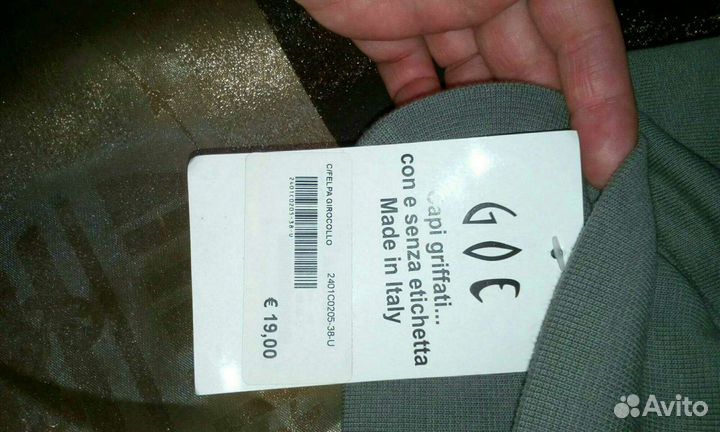 GOE
Capi griffati...
con e senza etichetta
Made in Italy
C/FELPA GIROCOLLO
2401C0205-38-U
2401C0205-38-U
€ 19,00
Avito